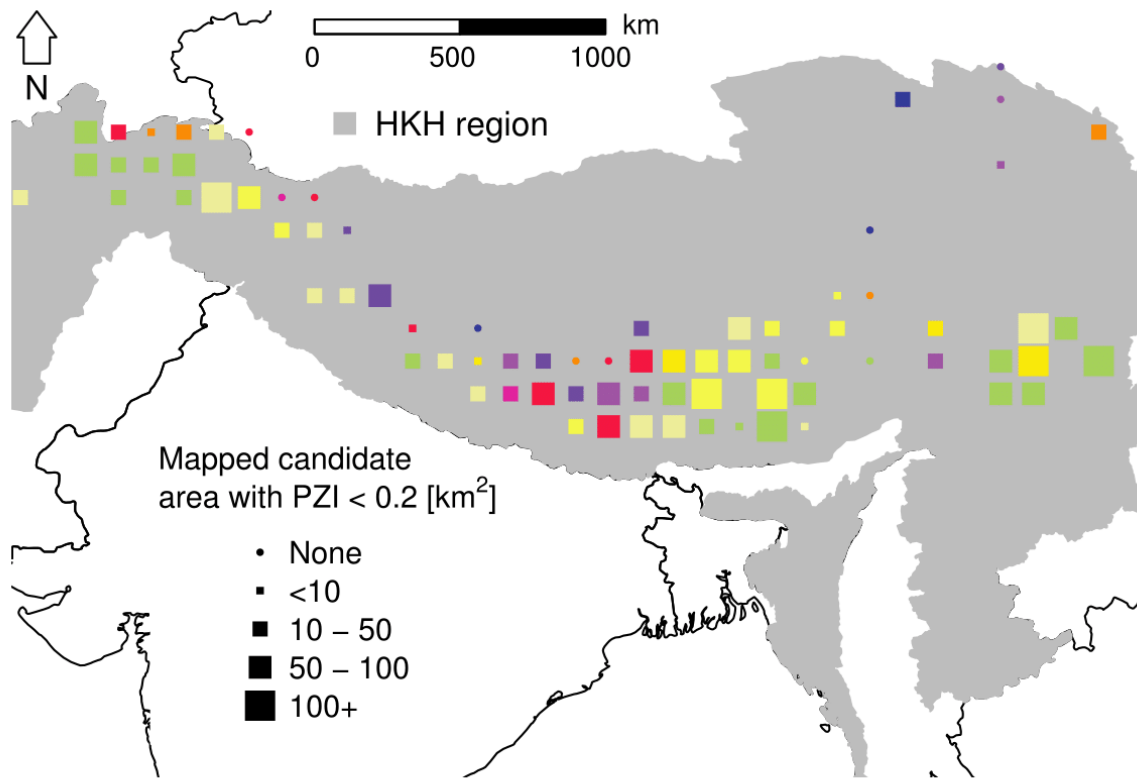 km
0 500 1000
N
HKH region
Mapped candidate
area with PZI < 0.2 [km²]
None
<10
10 – 50
50 – 100
100+